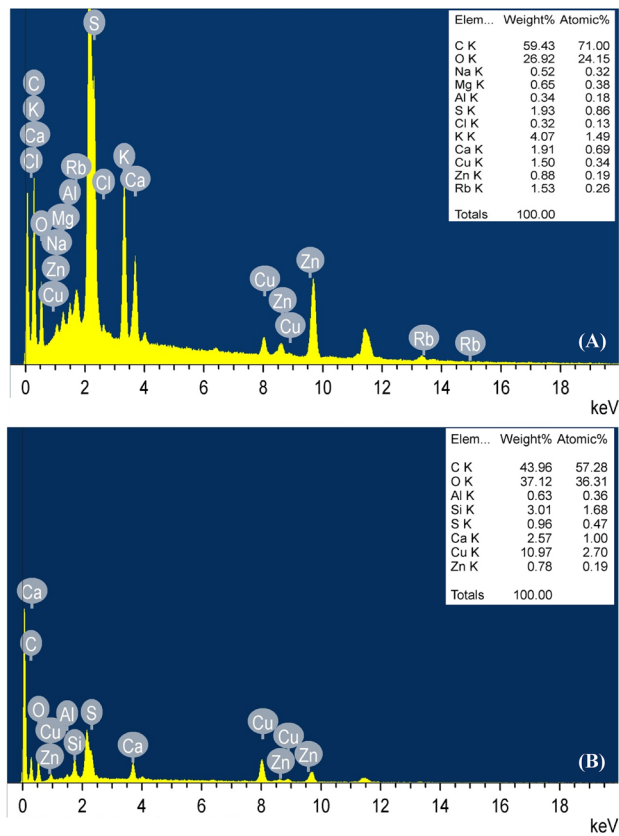 S
Elem... Weight% Atomic%
C K 59.43 71.00
O K 26.92 24.15
Na K 0.52 0.32
Mg K 0.65 0.38
Al K 0.34 0.18
S K 1.93 0.86
Cl K 0.32 0.13
K K 4.07 1.49
Ca K 1.91 0.69
Cu K 1.50 0.34
Zn K 0.88 0.19
Rb K 1.53 0.26
Totals 100.00
C
K
Ca
Cl
Rb
Al
Mg
O
Na
Zn
Cu
Cl
K
Ca
Cu
Zn
Cu
Zn
Rb
Rb
(A)
0 2 4 6 8 10 12 14 16 18
keV
Elem... Weight% Atomic%
C K 43.96 57.28
O K 37.12 36.31
Al K 0.63 0.36
Si K 3.01 1.68
S K 0.96 0.47
Ca K 2.57 1.00
Cu K 10.97 2.70
Zn K 0.78 0.19
Totals 100.00
Ca
C
O
Al
S
Cu
Si
Zn
Ca
Cu
Cu
Zn
Zn
(B)
0 2 4 6 8 10 12 14 16 18
keV